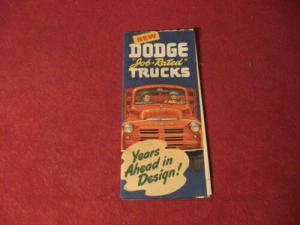 NEW
DODGE
"Job-Rated"
TRUCKS
Years
Ahead in
Design!